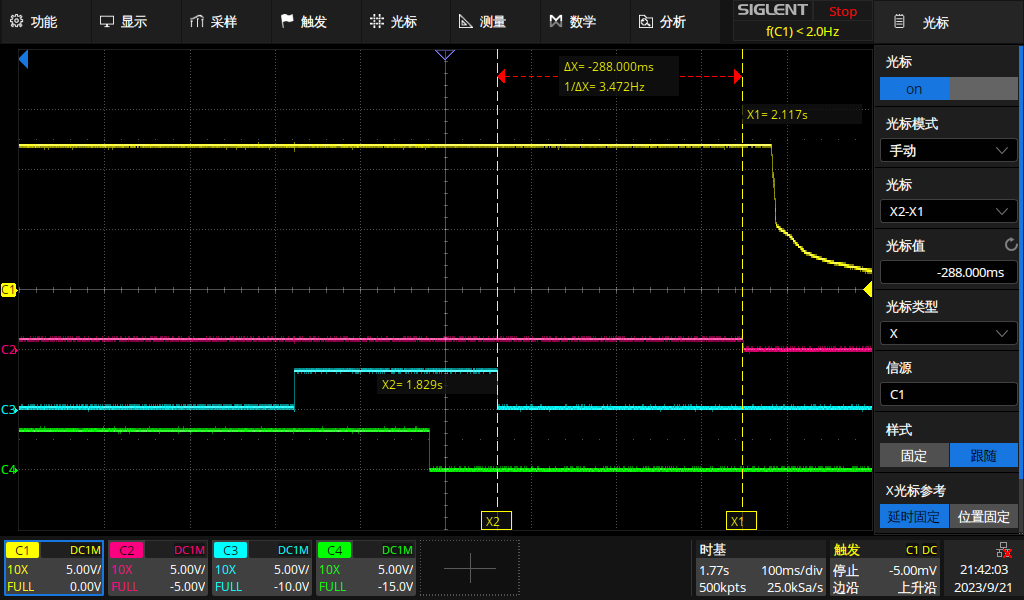 功能 显示 采样 触发 光标 测量 数学 分析
SIGLENT Stop
f(C1) < 2.0Hz
光标
光标
on
光标模式
手动
光标
X2-X1
光标值
-288.000ms
光标类型
X
信源
C1
样式
固定 跟随
X光标参考
延时固定 位置固定
ΔX= -288.000ms
1/ΔX= 3.472Hz
X1= 2.117s
C1
C2
X2= 1.829s
C3
C4
X2 X1
C1 DC1M
10X 5.00V/
FULL 0.00V
C2 DC1M
10X 5.00V/
FULL -5.00V
C3 DC1M
10X 5.00V/
FULL -10.0V
C4 DC1M
10X 5.00V/
FULL -15.0V
时基
1.77s 100ms/div
500kpts 25.0kSa/s
触发 C1 DC
停止 -5.00mV
边沿 上升沿
21:42:03
2023/9/21